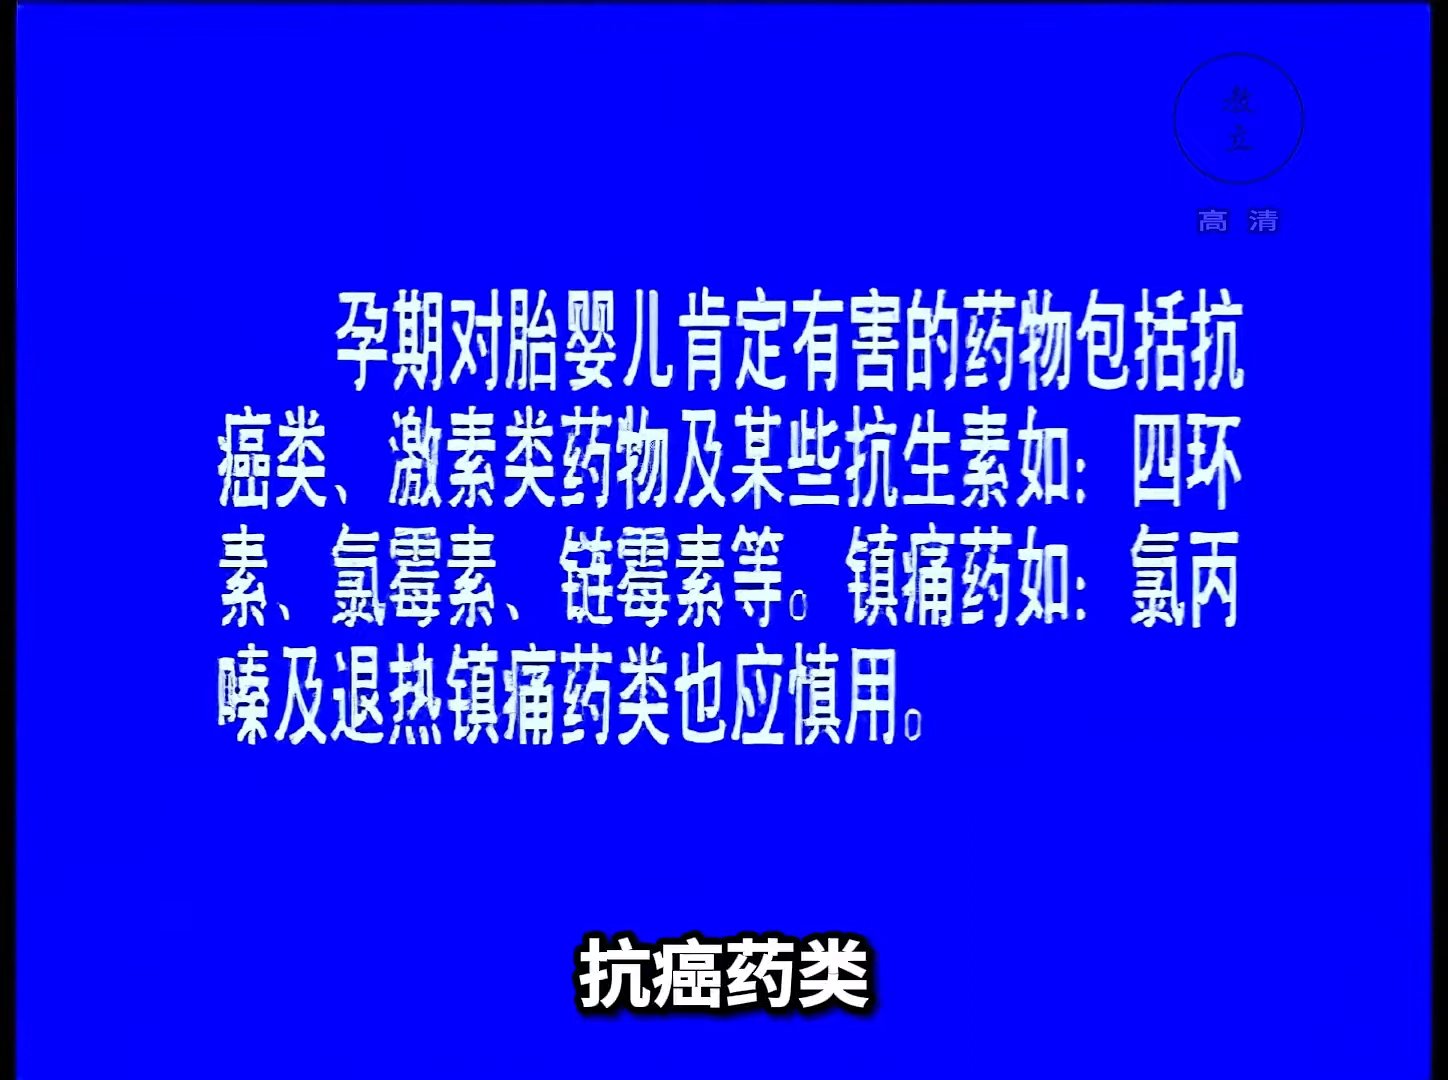 教
立
高清
孕期对胎婴儿肯定有害的药物包括抗
癌类、激素类药物及某些抗生素如：四环
素、氯霉素、链霉素等。镇痛药如：氯丙
嗪及退热镇痛药类也应慎用。
抗癌药类